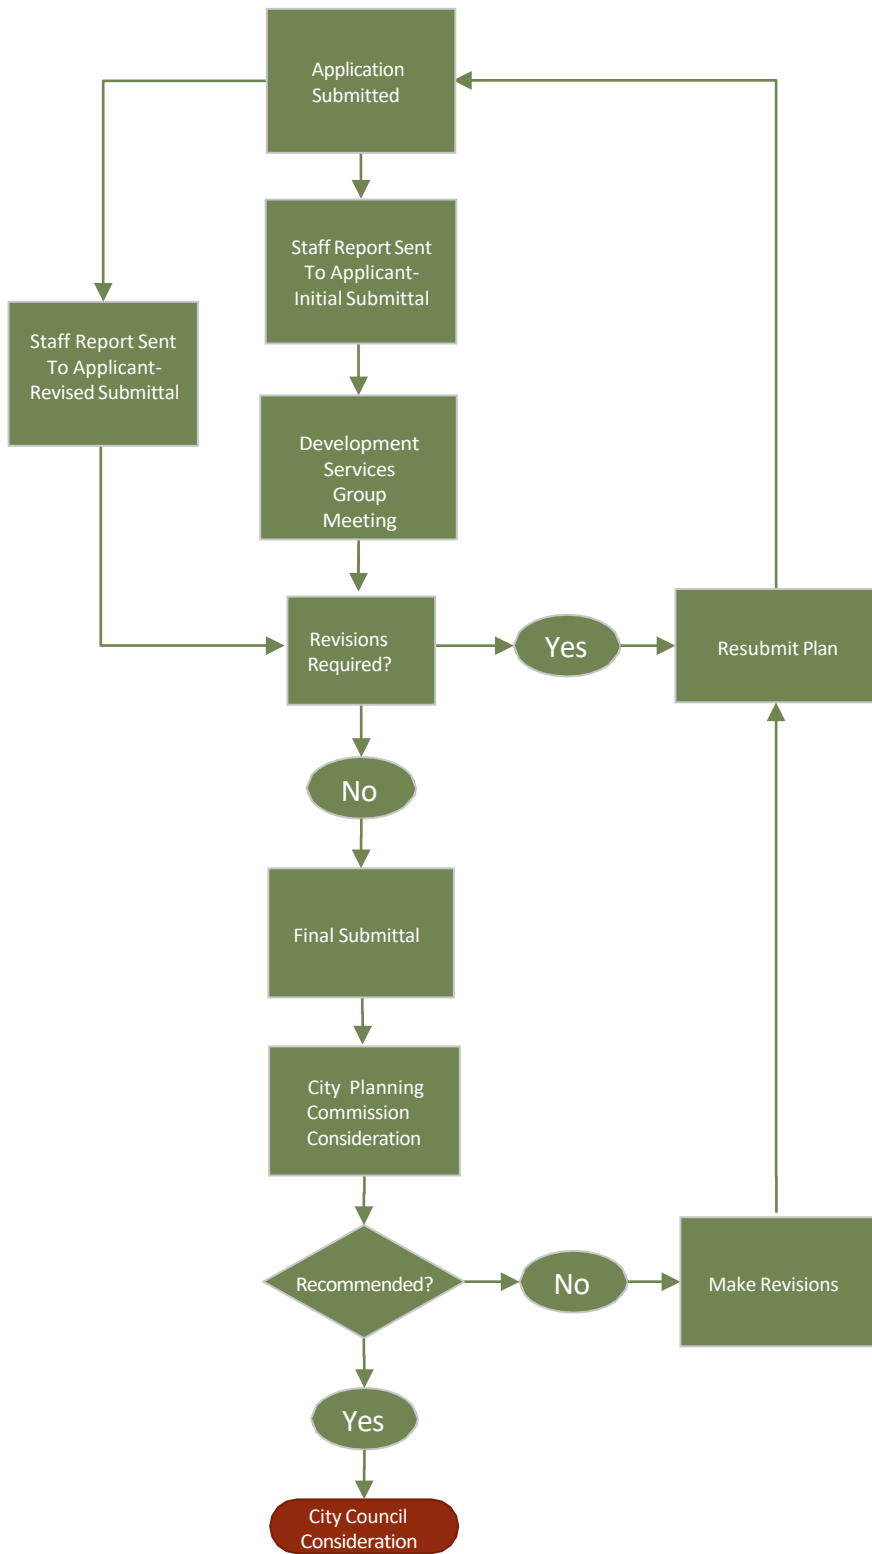 Application
Submitted
Staff Report Sent
To Applicant-
Initial Submittal
Staff Report Sent
To Applicant-
Revised Submittal
Development
Services
Group
Meeting
Revisions
Required?
Yes
Resubmit Plan
No
Final Submittal
City Planning
Commission
Consideration
Recommended?
No
Make Revisions
Yes
City Council
Consideration